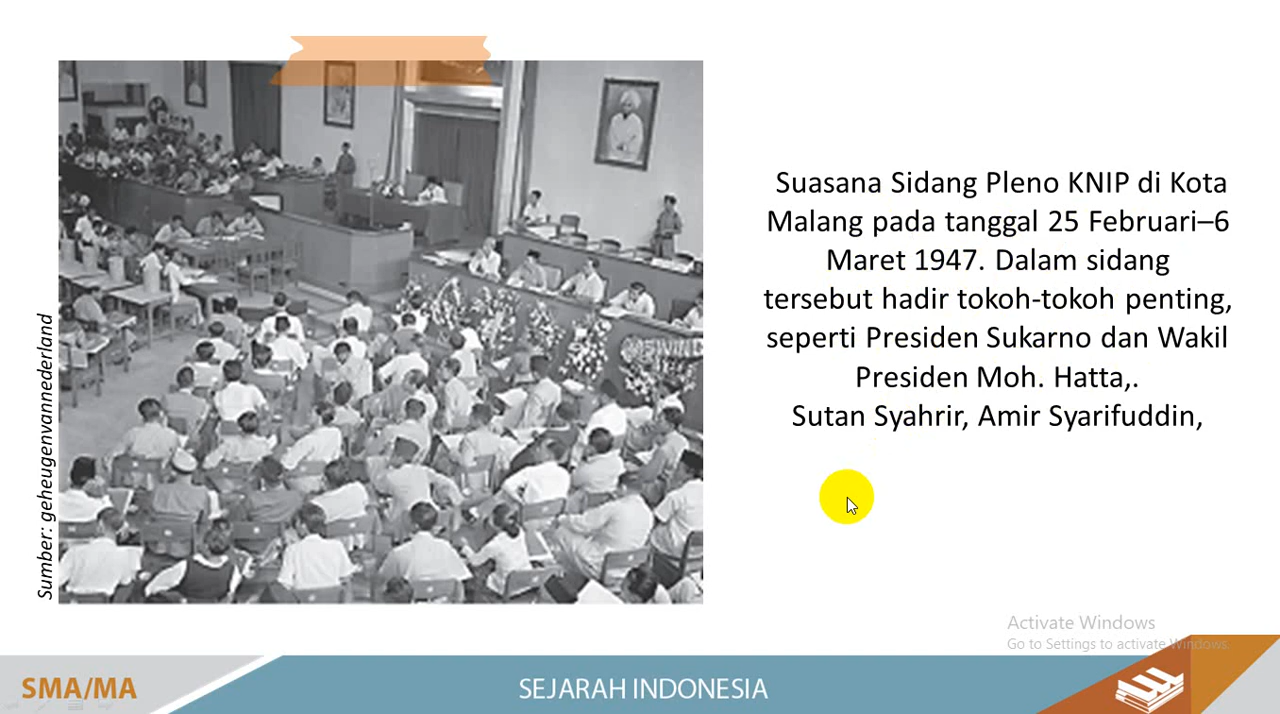 Suasana Sidang Pleno KNIP di Kota
Malang pada tanggal 25 Februari–6
Maret 1947. Dalam sidang
tersebut hadir tokoh-tokoh penting,
seperti Presiden Sukarno dan Wakil
Presiden Moh. Hatta,.
Sutan Syahrir, Amir Syarifuddin,
Sumber: geheugenvannederland
Activate Windows
Go to Settings to activate Windows.
SMA/MA
SEJARAH INDONESIA